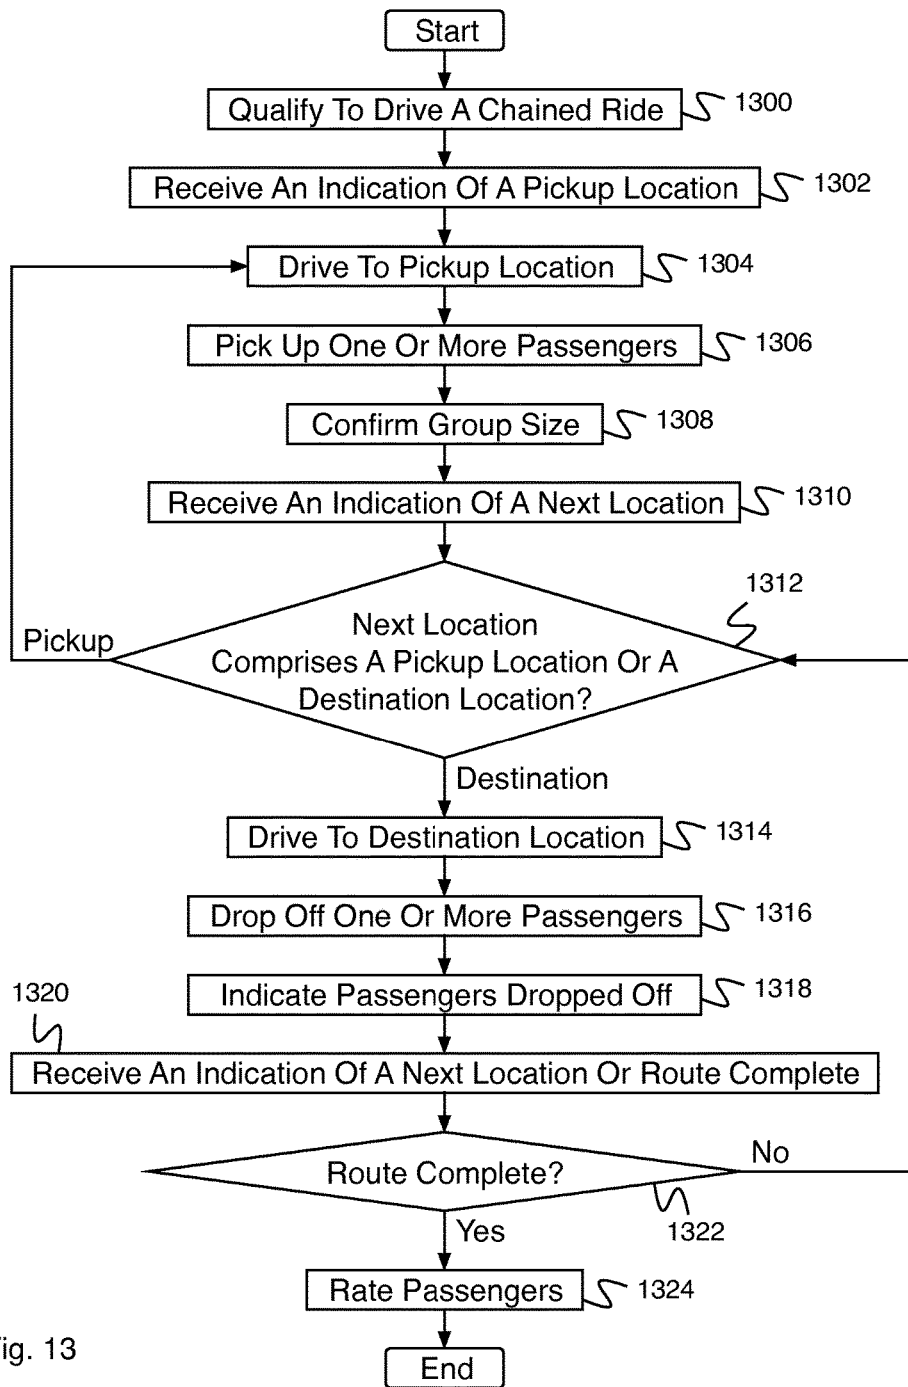 Start
Qualify To Drive A Chained Ride
1300
Receive An Indication Of A Pickup Location
1302
Drive To Pickup Location
1304
Pick Up One Or More Passengers
1306
Confirm Group Size
1308
Receive An Indication Of A Next Location
1310
1312
Next Location
Comprises A Pickup Location Or A
Destination Location?
Pickup
Destination
Drive To Destination Location
1314
Drop Off One Or More Passengers
1316
Indicate Passengers Dropped Off
1318
1320
Receive An Indication Of A Next Location Or Route Complete
Route Complete?
No
1322
Yes
Rate Passengers
1324
ig. 13
End